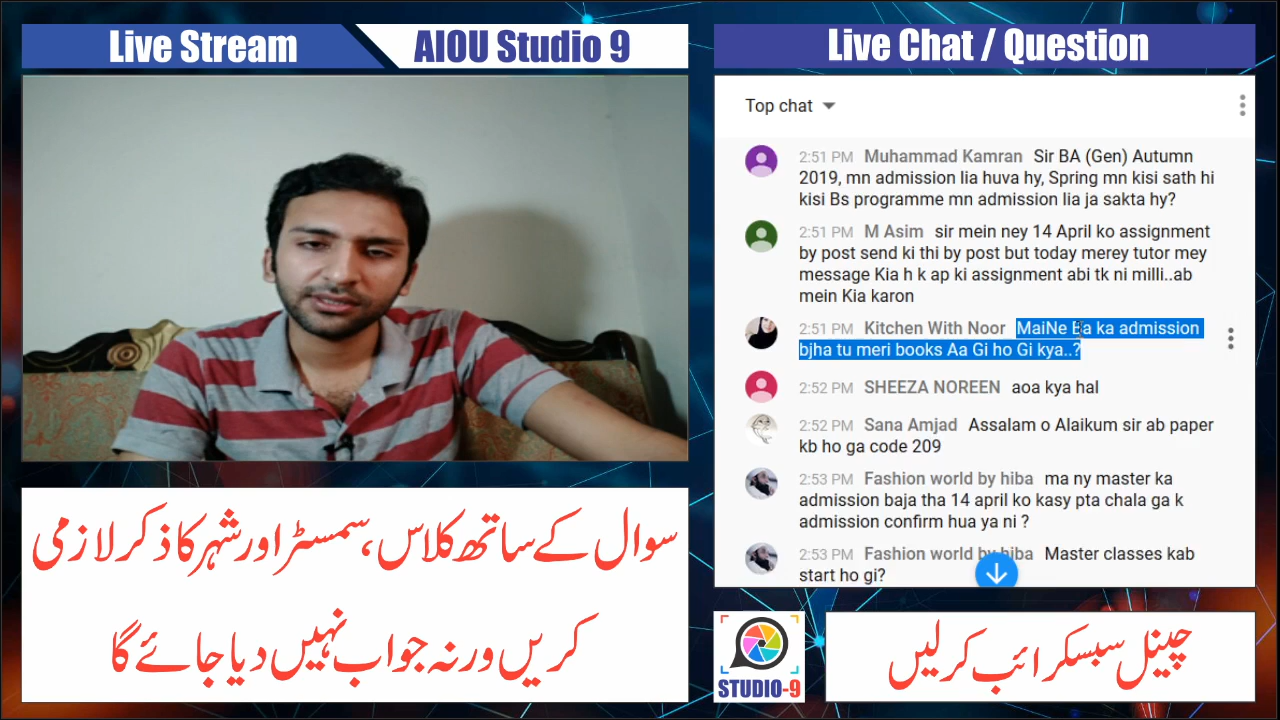 Live Stream
AIOU Studio 9
سوال کے ساتھ کلاس، سمسٹر اور شہر کا ذکر لازمی
کریں ورنہ جواب نہیں دیا جائے گا
Live Chat / Question
Top chat
2:51 PM Muhammad Kamran Sir BA (Gen) Autumn
2019, mn admission lia huva hy, Spring mn kisi sath hi
kisi Bs programme mn admission lia ja sakta hy?
2:51 PM M Asim sir mein ney 14 April ko assignment
by post send ki thi by post but today merey tutor mey
message Kia h k ap ki assignment abi tk ni milli..ab
mein Kia karon
2:51 PM Kitchen With Noor MaiNe Ba ka admission
bjha tu meri books Aa Gi ho Gi kya..?
2:52 PM SHEEZA NOREEN aoa kya hal
2:52 PM Sana Amjad Assalam o Alaikum sir ab paper
kb ho ga code 209
2:53 PM Fashion world by hiba ma ny master ka
admission baja tha 14 april ko kasy pta chala ga k
admission confirm hua ya ni ?
2:53 PM Fashion world by hiba Master classes kab
start ho gi?
STUDIO-9
چینل سبسکرائب کر لیں